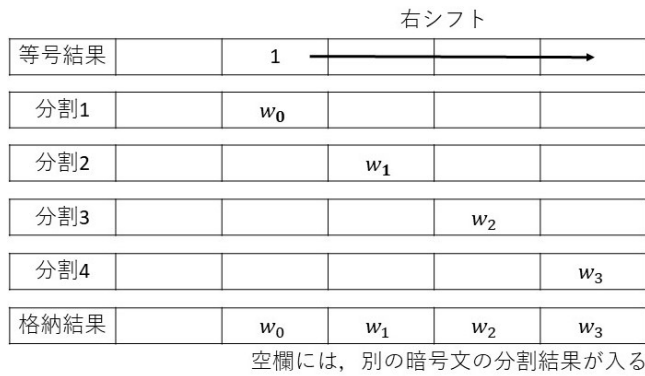 右シフト
等号結果 1
分割1 w₀
分割2 w₁
分割3 w₂
分割4 w₃
格納結果 w₀ w₁ w₂ w₃
空欄には，別の暗号文の分割結果が入る